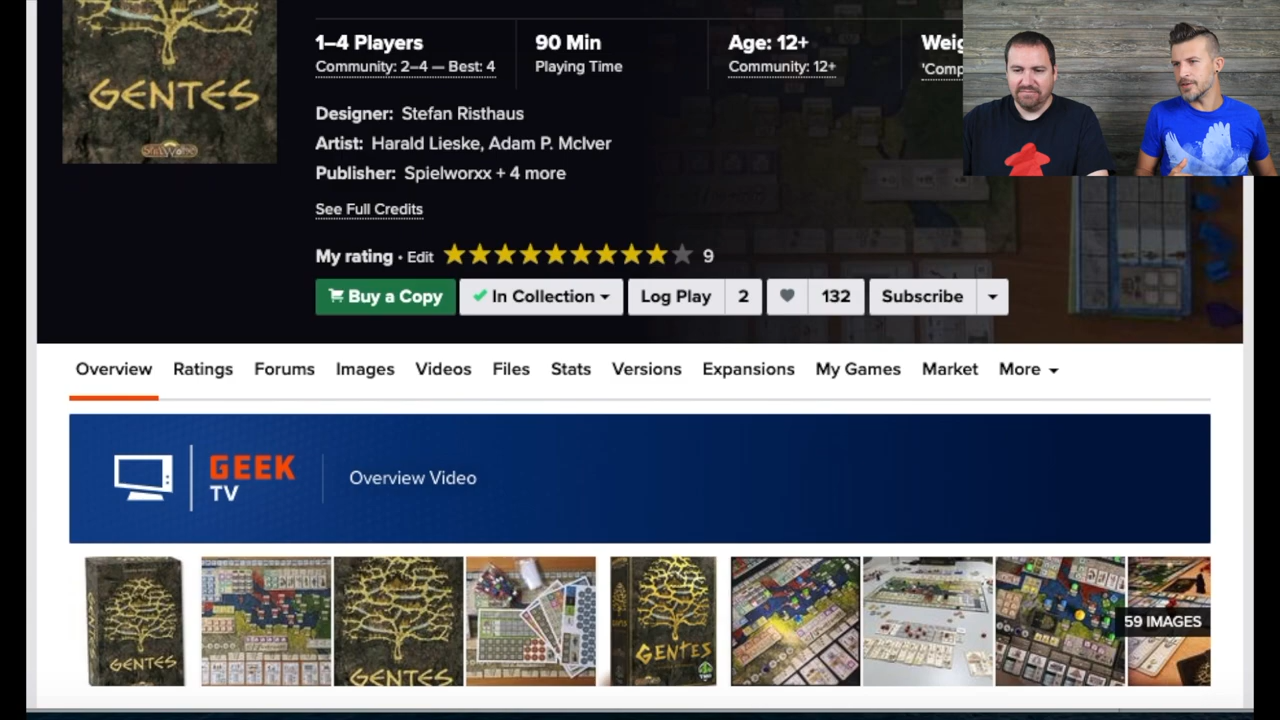 GENTES
1–4 Players
Community: 2–4 — Best: 4
90 Min
Playing Time
Age: 12+
Community: 12+
Weig
'Comp
Designer: Stefan Risthaus
Artist: Harald Lieske, Adam P. McIver
Publisher: Spielworxx + 4 more
See Full Credits
My rating • Edit 9
Buy a Copy
In Collection
Log Play 2
132
Subscribe
Overview Ratings Forums Images Videos Files Stats Versions Expansions My Games Market More
GEEK
TV
Overview Video
GENTES
GENTES
GENTES
59 IMAGES